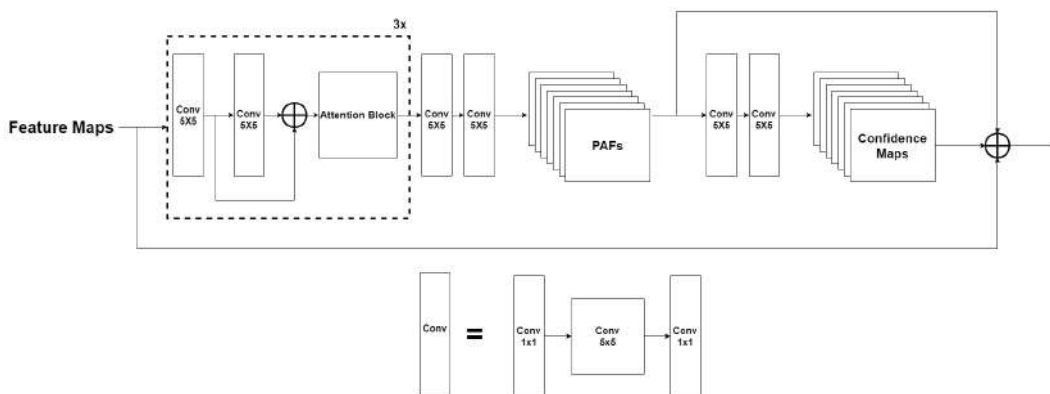 3x
Feature Maps
Conv
5X5
Conv
5X5
Attention Block
Conv
5X5
Conv
5X5
PAFs
Conv
5X5
Conv
5X5
Confidence
Maps
Conv
=
Conv
1x1
Conv
5x5
Conv
1x1